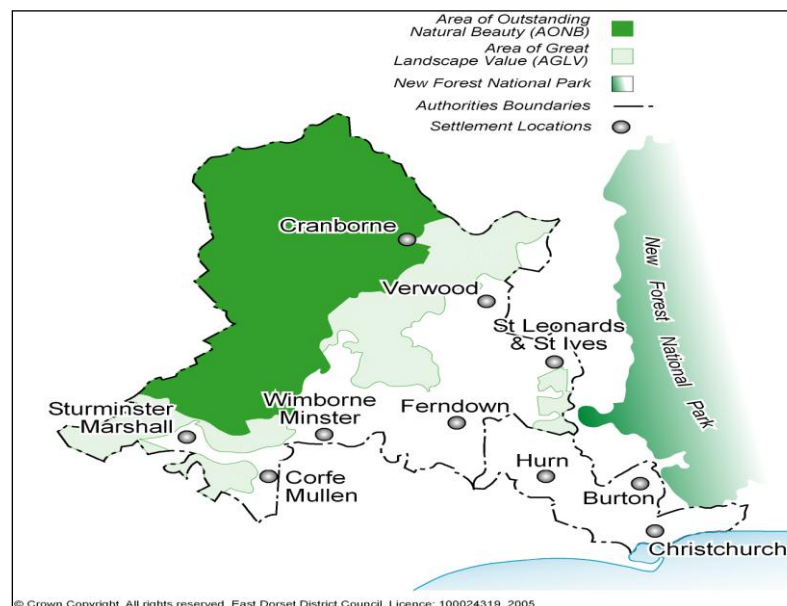 Area of Outstanding
Natural Beauty (AONB)
Area of Great
Landscape Value (AGLV)
New Forest National Park
Authorities Boundaries
Settlement Locations
Cranborne
Verwood
New Forest National Park
St Leonards
& St Ives
Wimborne
Minster
Ferndown
Sturminster
Marshall
Corfe
Mullen
Hurn
Burton
Christchurch
© Crown Copyright. All rights reserved. East Dorset District Council. Licence: 100024319. 2005